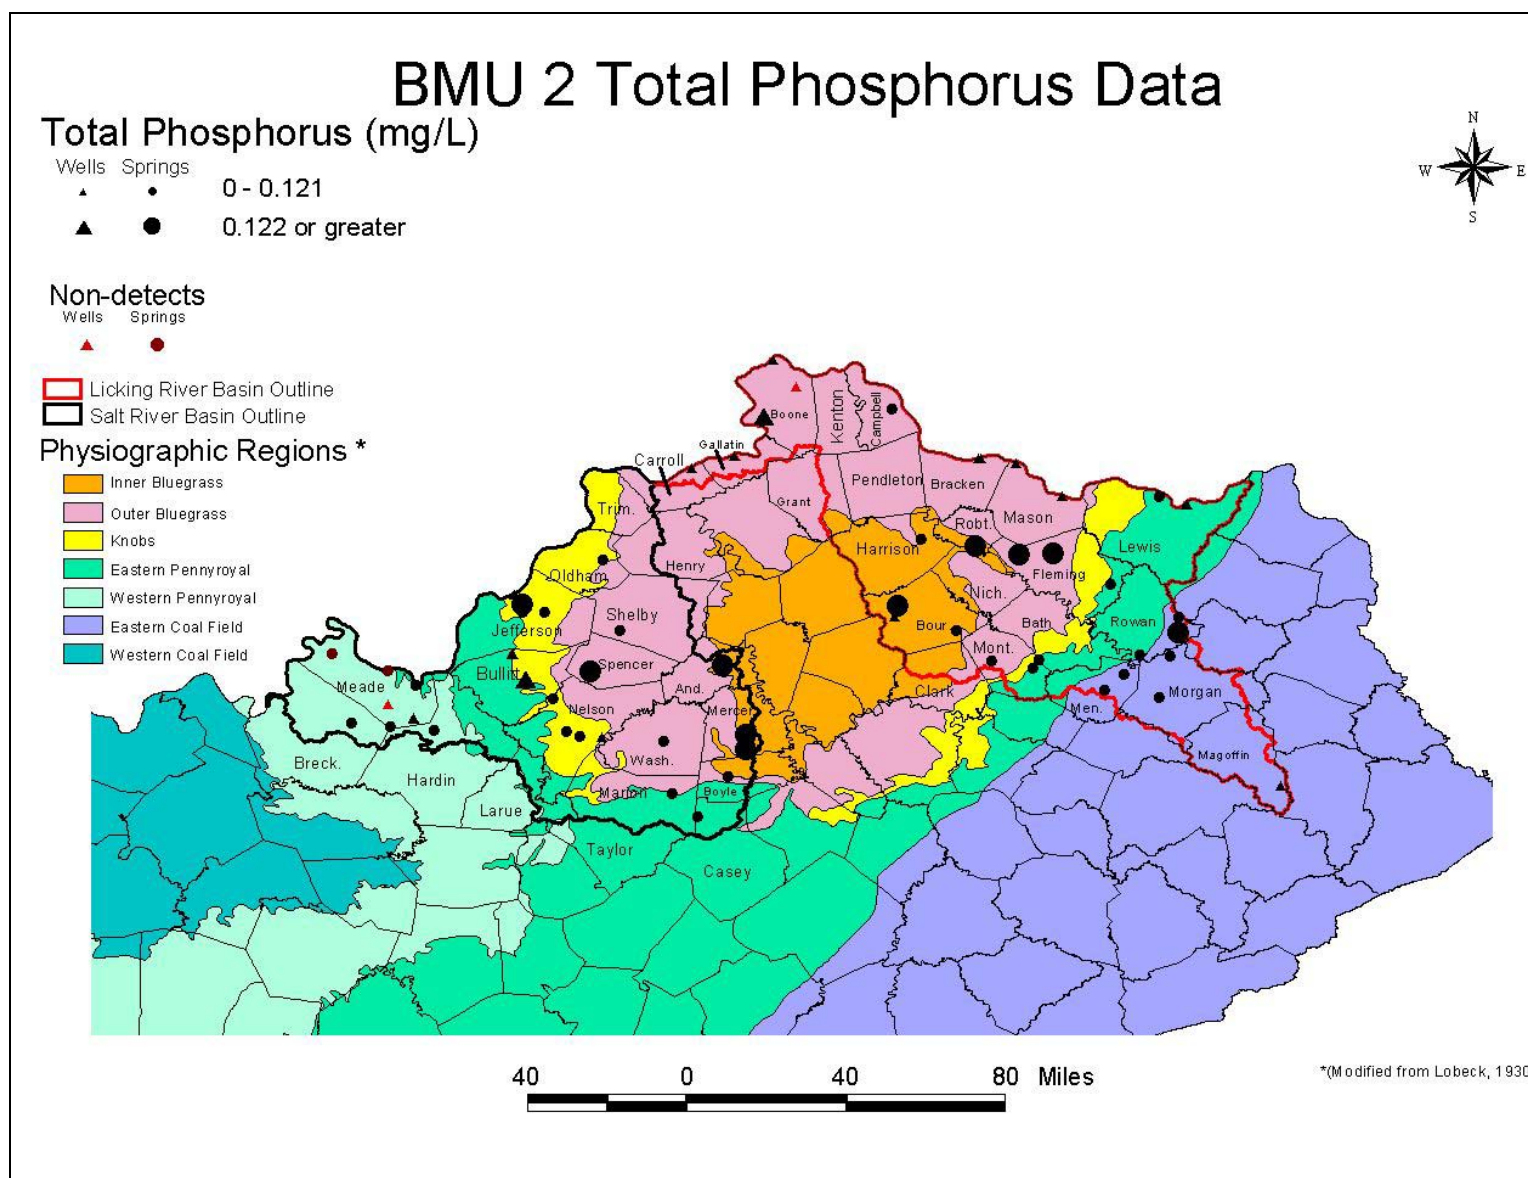 BMU 2 Total Phosphorus Data
Total Phosphorus (mg/L)
Wells Springs
0 - 0.121
0.122 or greater
Non-detects
Wells Springs
Licking River Basin Outline
Salt River Basin Outline
Physiographic Regions *
Inner Bluegrass
Outer Bluegrass
Knobs
Eastern Pennyroyal
Western Pennyroyal
Eastern Coal Field
Western Coal Field
N
W E
S
Boone
Kenton
Campbell
Gallatin
Carroll
Grant
Pendleton
Bracken
Trim.
Robt.
Mason
Harrison
Lewis
Henry
Oldham
Fleming
Nich.
Shelby
Jefferson
Bour
Bath
Rowan
Mont.
Spencer
Bullitt
Meade
And.
Clark
Morgan
Nelson
Mercer
Men.
Wash.
Magoffin
Breck.
Hardin
Marion
Boyle
Larue
Taylor
Casey
40 0 40 80 Miles
*(Modified from Lobeck, 1930